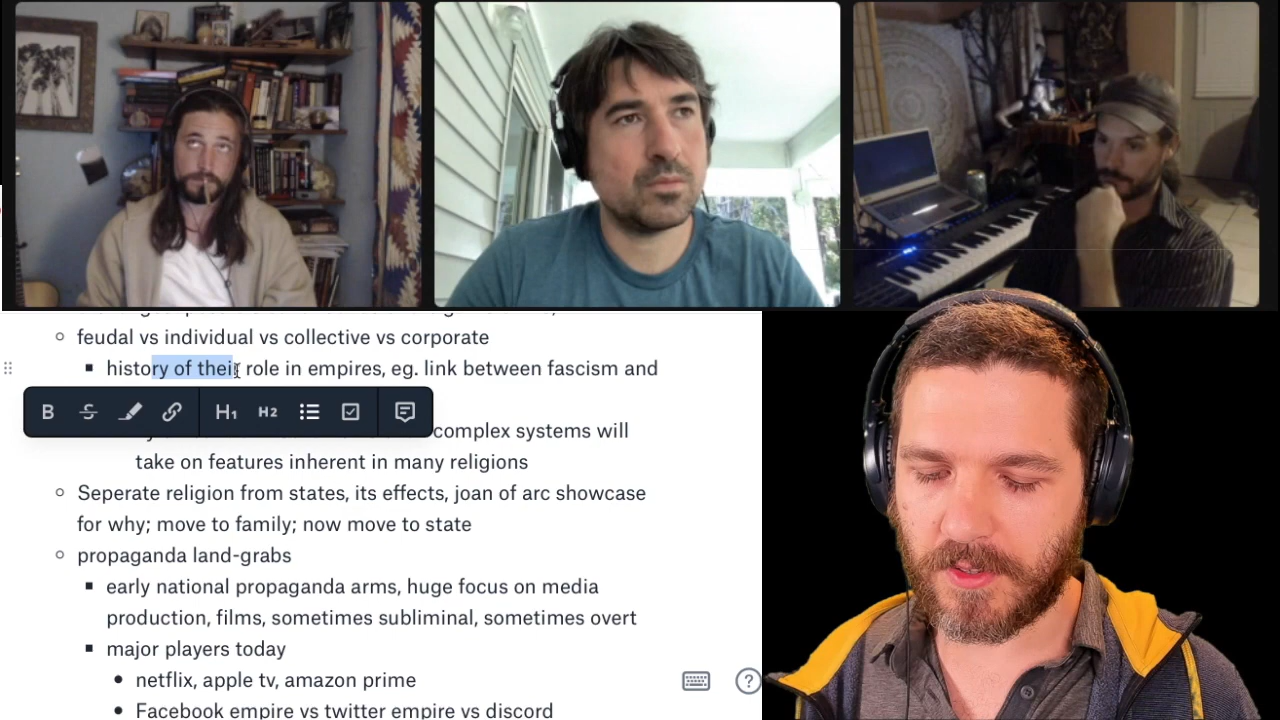 feudal vs individual vs collective vs corporate
history of their role in empires, eg. link between fascism and
B S H1 H2
complex systems will
take on features inherent in many religions
Seperate religion from states, its effects, joan of arc showcase
for why; move to family; now move to state
propaganda land-grabs
early national propaganda arms, huge focus on media
production, films, sometimes subliminal, sometimes overt
major players today
netflix, apple tv, amazon prime
?
Facebook empire vs twitter empire vs discord